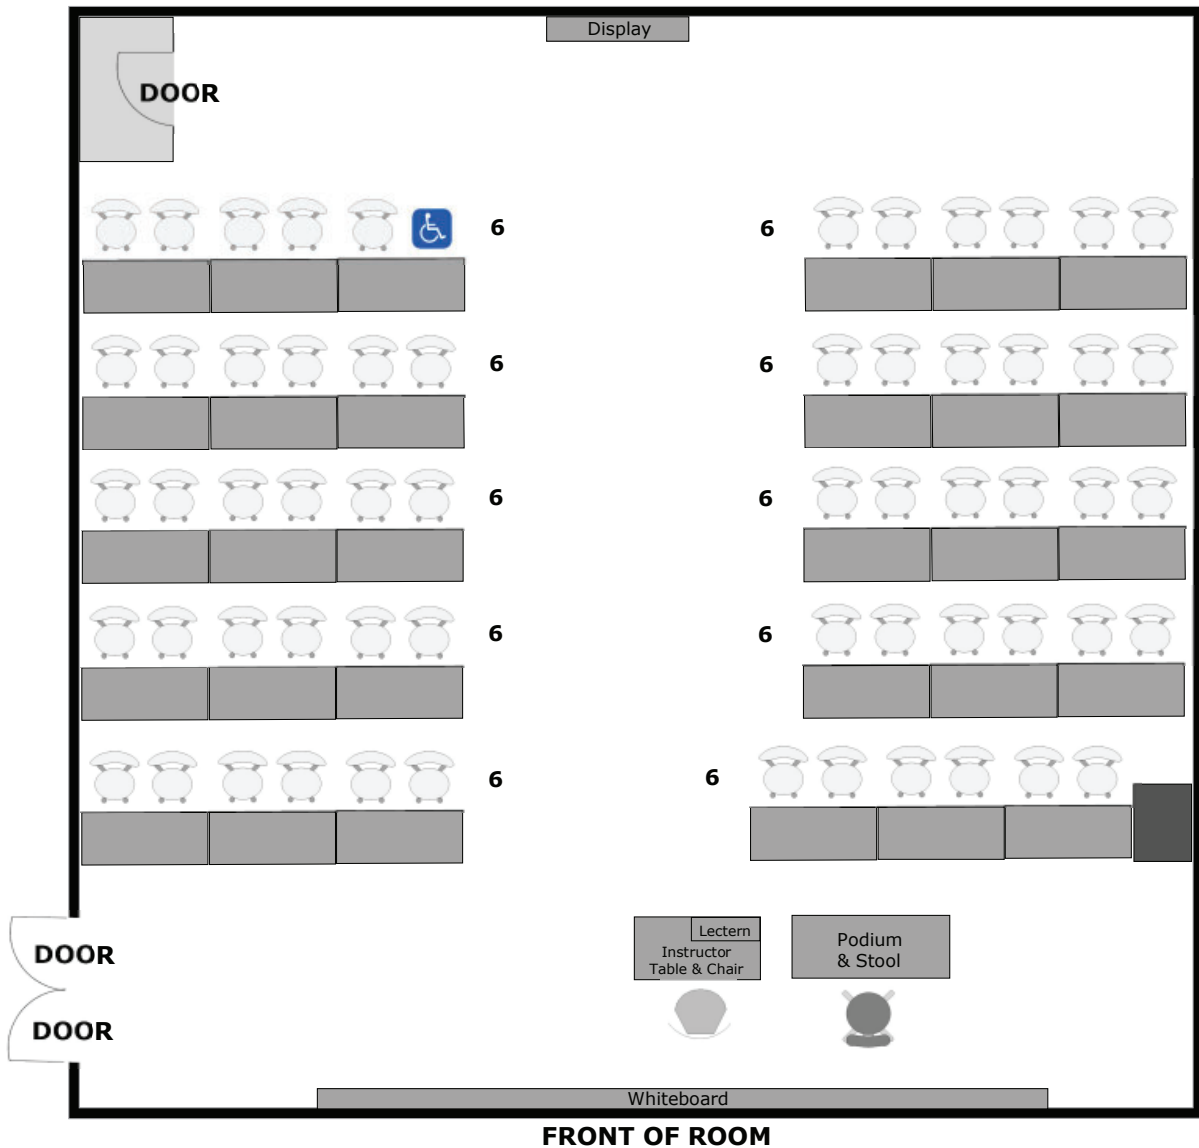 Display
DOOR
6
6
6
6
6
6
6
6
6
6
DOOR
Lectern
Instructor
Table & Chair
Podium
& Stool
DOOR
Whiteboard
FRONT OF ROOM